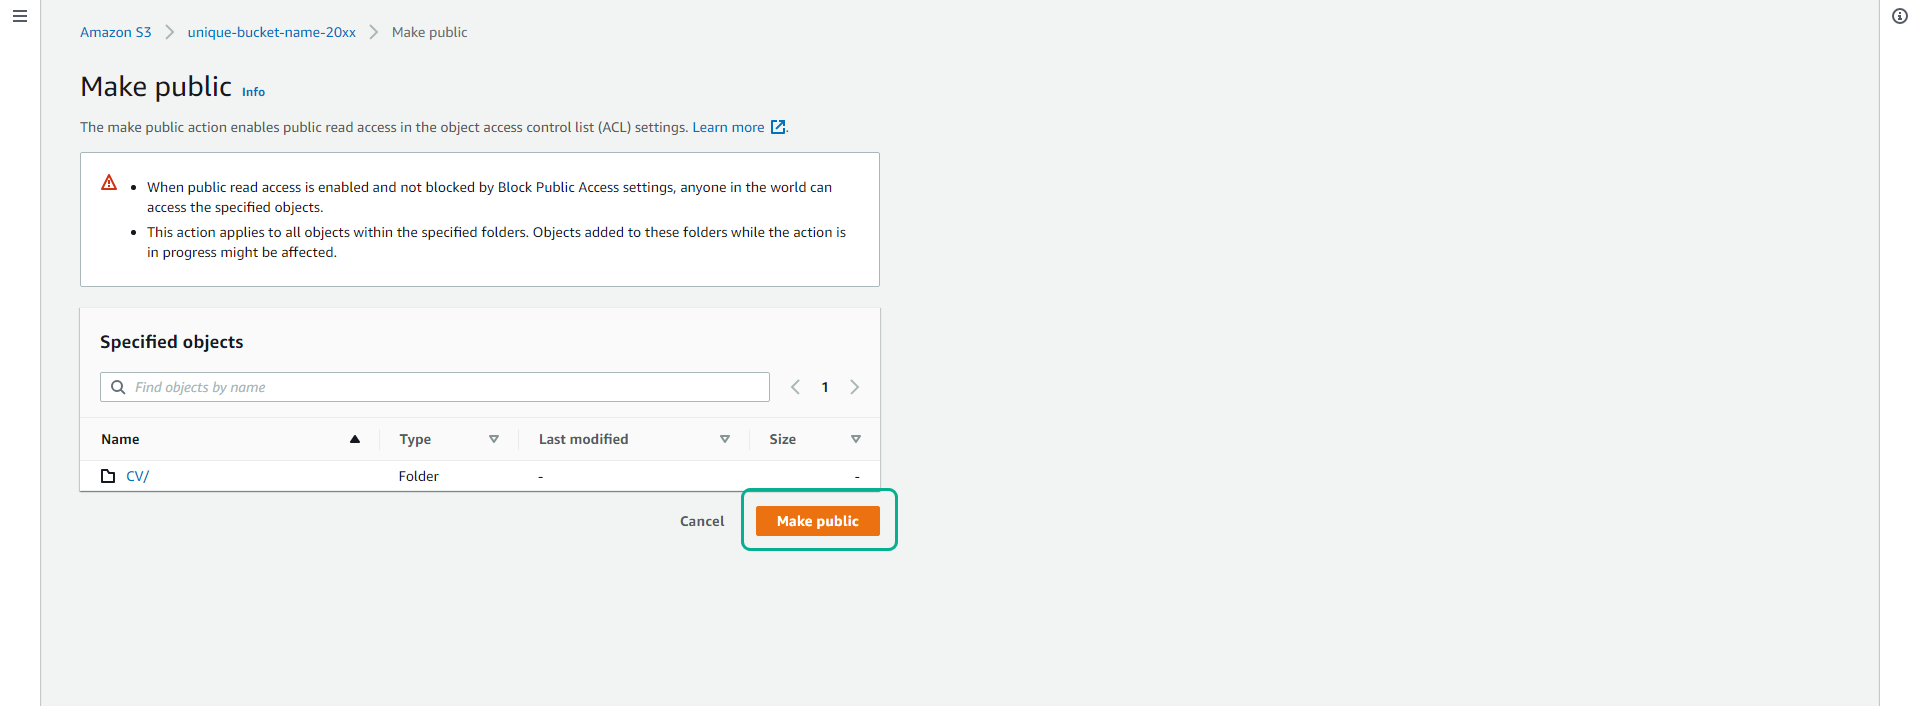 Amazon S3 > unique-bucket-name-20xx > Make public
Make public Info
The make public action enables public read access in the object access control list (ACL) settings. Learn more.
• When public read access is enabled and not blocked by Block Public Access settings, anyone in the world can
access the specified objects.
• This action applies to all objects within the specified folders. Objects added to these folders while the action is
in progress might be affected.
Specified objects
Find objects by name < 1 >
Name Type Last modified Size
CV/ Folder - -
Cancel Make public